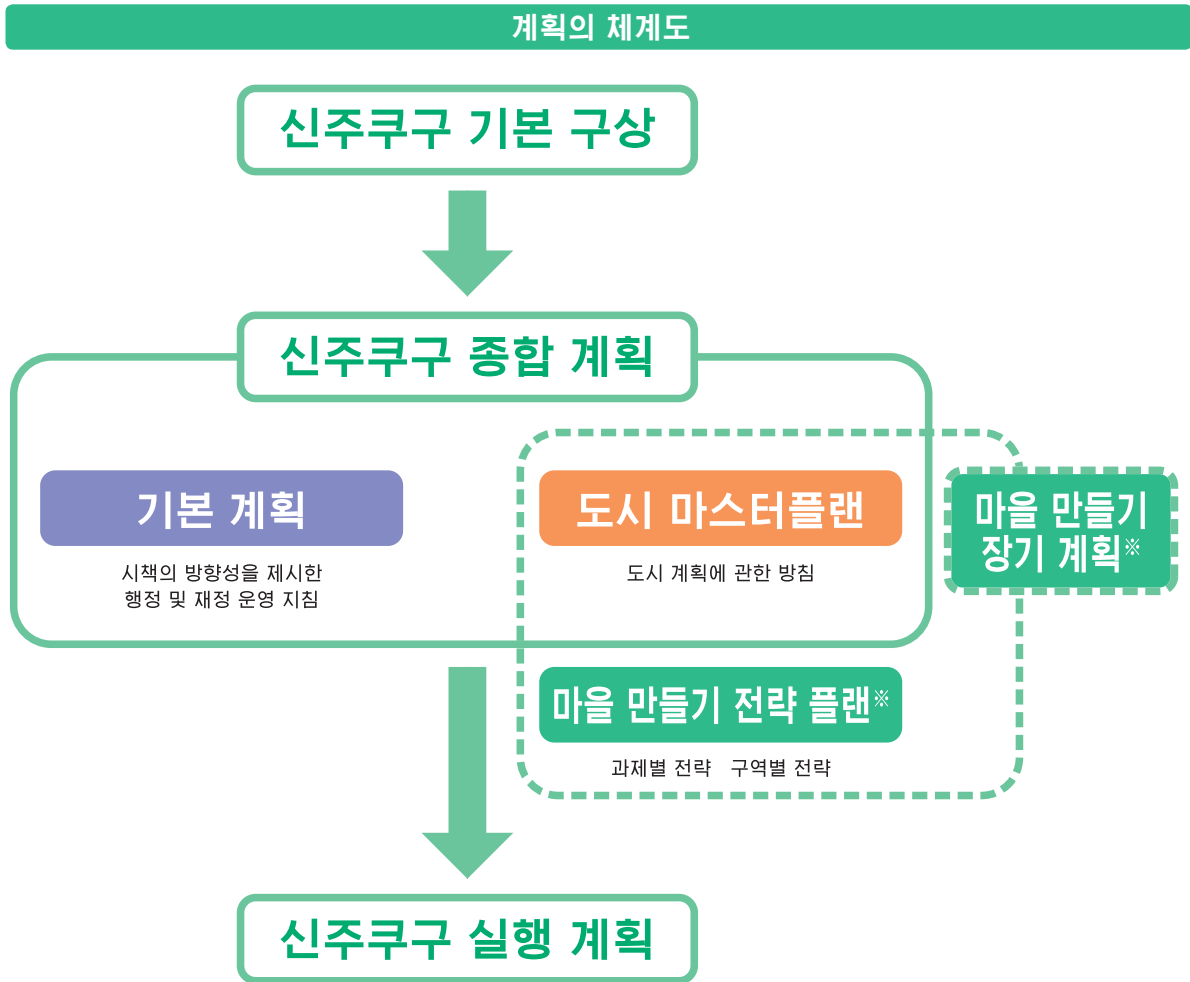 계획의 체계도
신주쿠구 기본 구상
신주쿠구 종합 계획
기본 계획
시책의 방향성을 제시한
행정 및 재정 운영 지침
도시 마스터플랜
도시 계획에 관한 방침
마을 만들기
장기 계획※
마을 만들기 전략 플랜※
과제별 전략 구역별 전략
신주쿠구 실행 계획